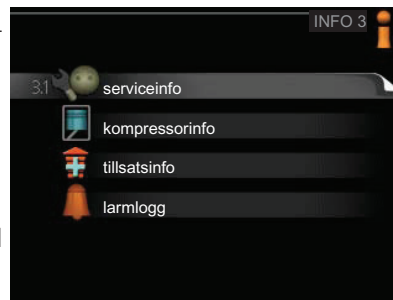 INFO 3
3.1 serviceinfo
kompressorinfo
tillsatsinfo
larmlogg